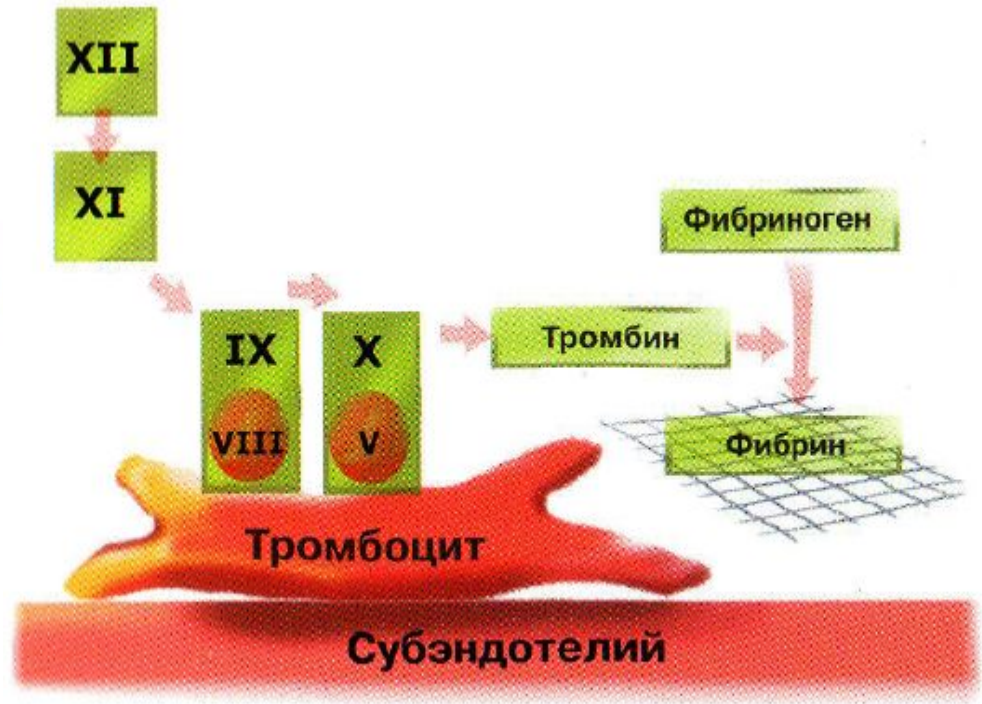 XII
XI
Фибриноген
IX
X
Тромбин
VIII
V
Фибрин
Тромбоцит
Субэндотелий